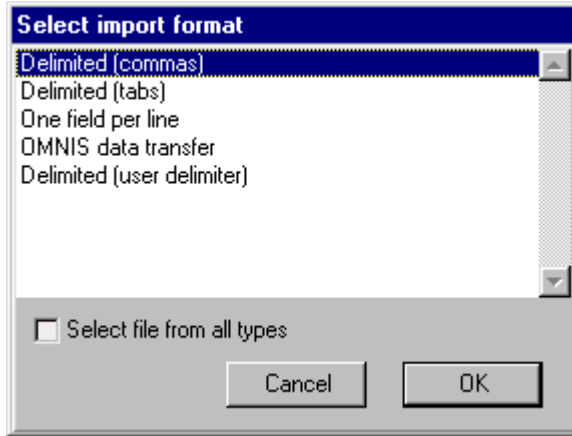 Select import format
Delimited (commas)
Delimited (tabs)
One field per line
OMNIS data transfer
Delimited (user delimiter)
Select file from all types
Cancel
OK